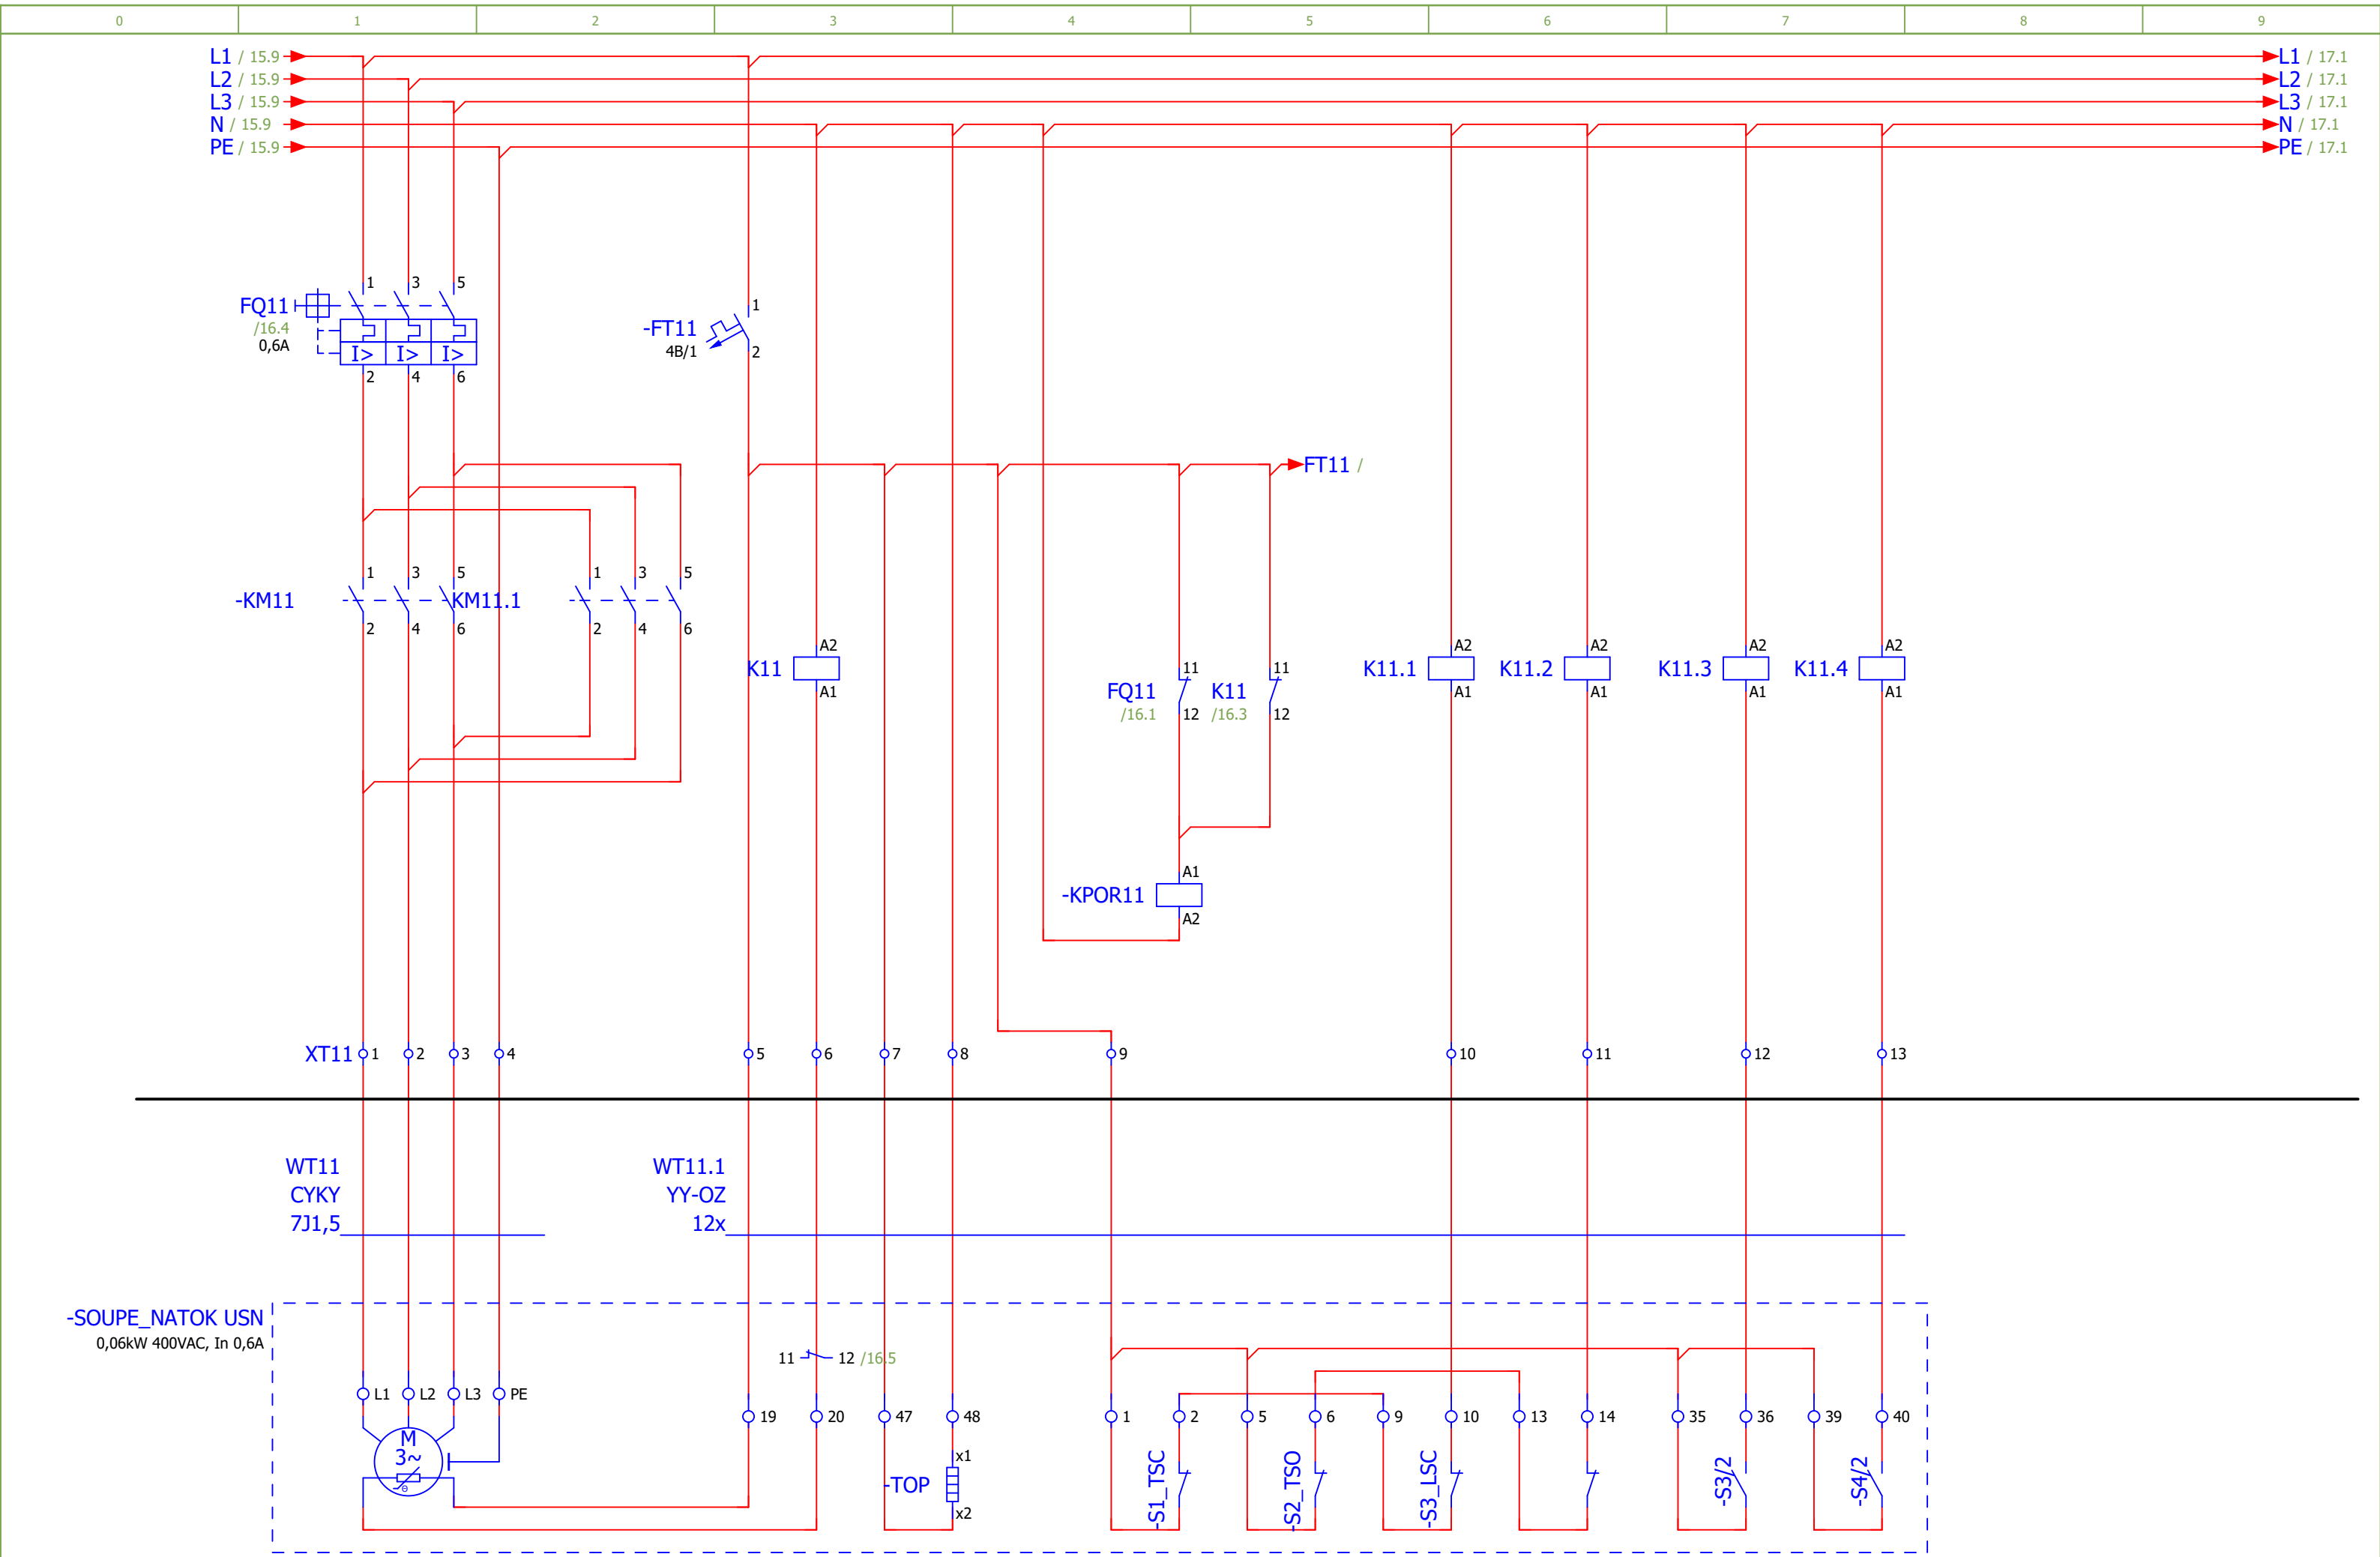 0 1 2 3 4 5 6 7 8 9
L1 / 15.9 L1 / 17.1
L2 / 15.9 L2 / 17.1
L3 / 15.9 L3 / 17.1
N / 15.9 N / 17.1
PE / 15.9 PE / 17.1
1 3 5
FQ11
/16.4
0,6A
I> I> I>
2 4 6
1
-FT11
4B/1
2
FT11 /
1 3 5 1 3 5
-KM11 KM11.1
2 4 6 2 4 6
A2 A2 A2 A2 A2
K11 K11.1 K11.2 K11.3 K11.4
A1 A1 A1 A1 A1
11 11
FQ11 K11
/16.1 12 /16.3 12
A1
-KPOR11
A2
XT11 1 2 3 4 5 6 7 8 9 10 11 12 13
WT11
CYKY
7J1,5
WT11.1
YY-OZ
12x
-SOUPE_NATOK USN
0,06kW 400VAC, In 0,6A
11 12 /16.5
L1 L2 L3 PE
19 20 47 48 1 2 5 6 9 10 13 14 35 36 39 40
M
3~
θ
x1
-TOP
x2
-S1_TSC
-S2_TSO
-S3_LSC
-S3/2
-S4/2